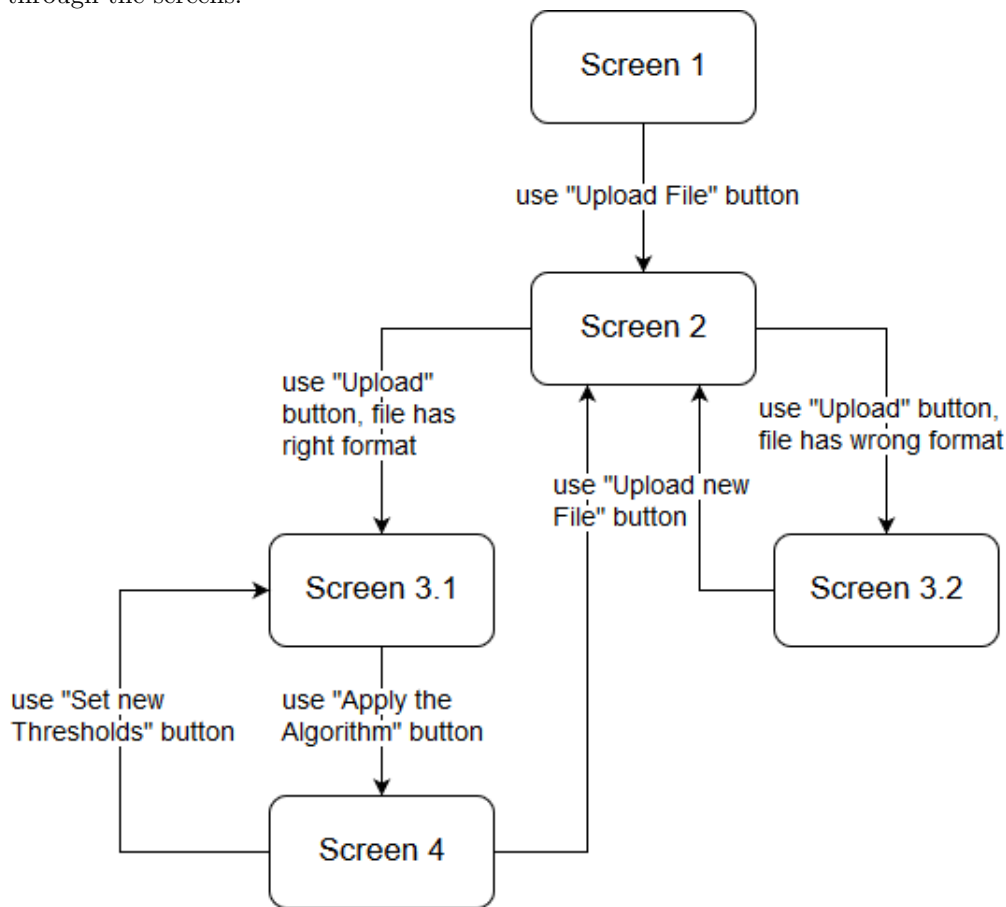 through the screens.
Screen 1
use "Upload File" button
Screen 2
use "Upload"
button, file has
right format
use "Upload" button,
file has wrong format
use "Upload new
File" button
Screen 3.1
Screen 3.2
use "Set new
Thresholds" button
use "Apply the
Algorithm" button
Screen 4